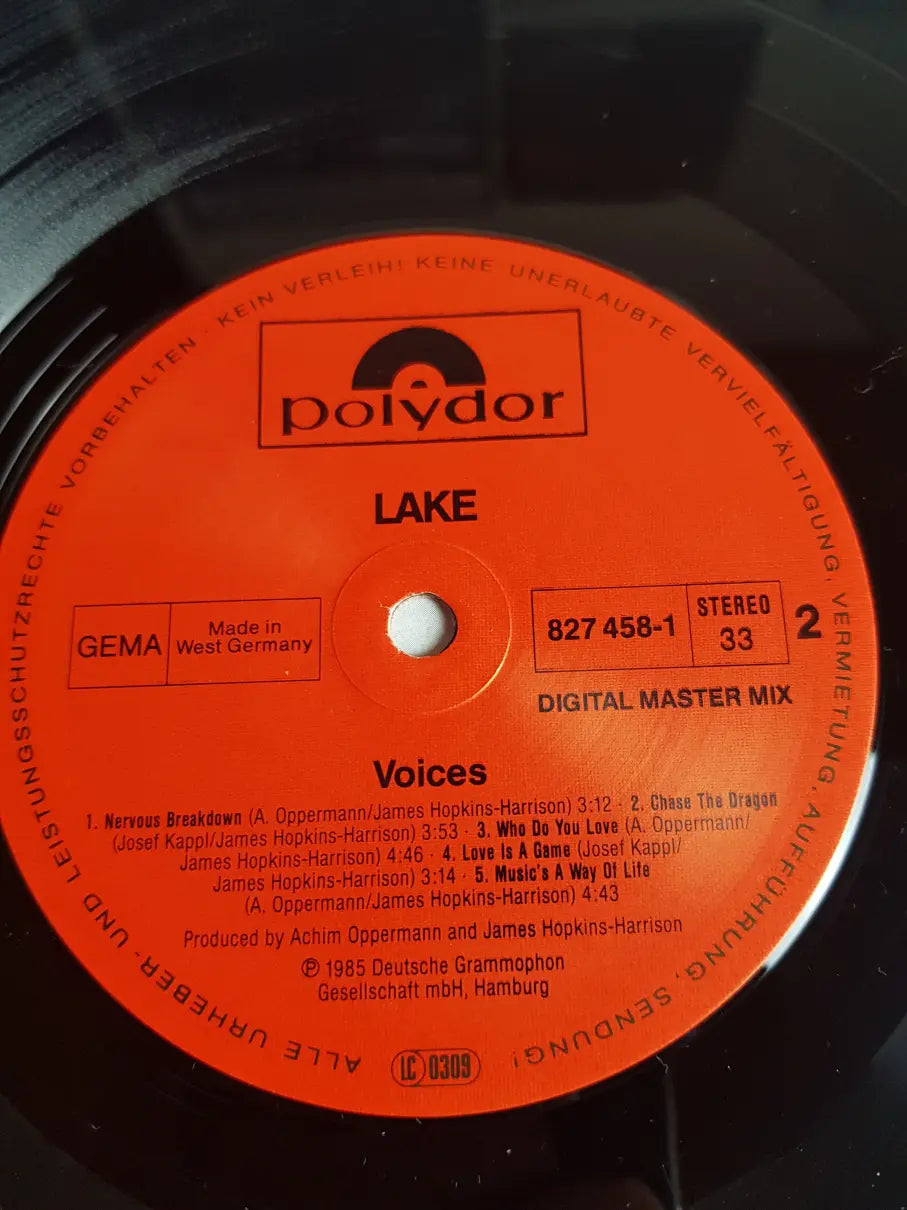 ALLE URHEBER- UND LEISTUNGSSCHUTZRECHTE VORBEHALTEN · KEIN VERLEIH! KEINE UNERLAUBTE VERVIELFÄLTIGUNG, VERMIETUNG, AUFFÜHRUNG, SENDUNG!
polydor
LAKE
GEMA
Made in
West Germany
827 458-1
STEREO
33
2
DIGITAL MASTER MIX
Voices
1. Nervous Breakdown (A. Oppermann/James Hopkins-Harrison) 3:12 · 2. Chase The Dragon
(Josef Kappl/James Hopkins-Harrison) 3:53 · 3. Who Do You Love (A. Oppermann/
James Hopkins-Harrison) 4:46 · 4. Love Is A Game (Josef Kappl/
James Hopkins-Harrison) 3:14 · 5. Music's A Way Of Life
(A. Oppermann/James Hopkins-Harrison) 4:43
Produced by Achim Oppermann and James Hopkins-Harrison
℗ 1985 Deutsche Grammophon
Gesellschaft mbH, Hamburg
LC 0309